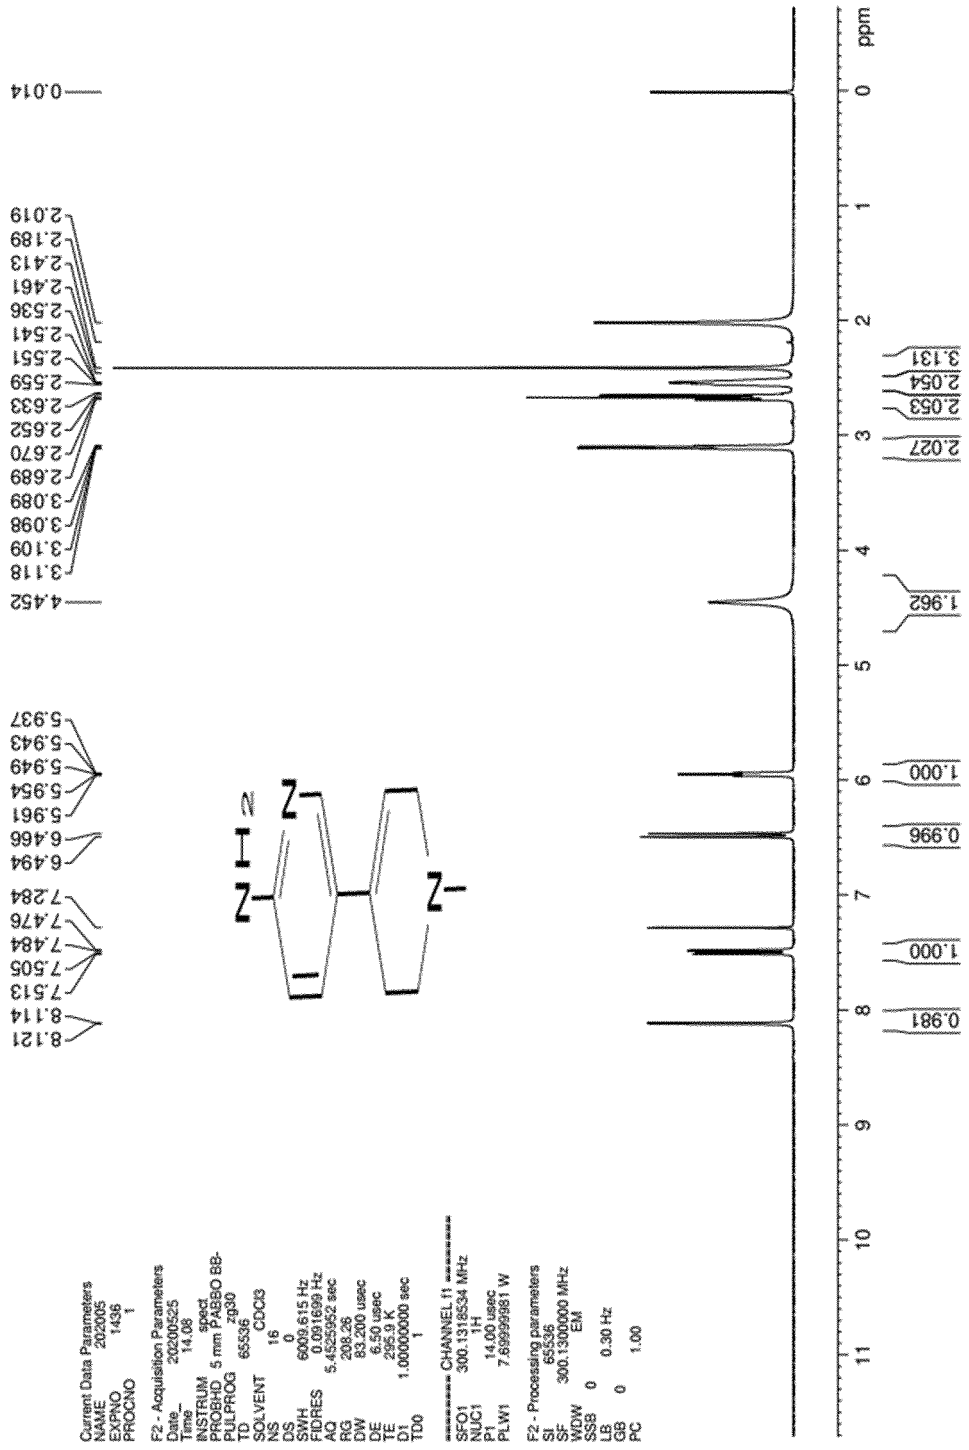 Current Data Parameters
NAME 202005
EXPNO 1436
PROCNO 1
F2 - Acquisition Parameters
Date_ 20200525
Time 14.08
INSTRUM spect
PROBHD 5 mm PABBO BB-
PULPROG zg30
TD 65536
SOLVENT CDCl3
NS 16
DS 0
SWH 6009.615 Hz
FIDRES 0.091699 Hz
AQ 5.4525952 sec
RG 208.26
DW 83.200 usec
DE 6.50 usec
TE 295.9 K
D1 1.00000000 sec
TD0 1
======== CHANNEL f1 ========
SFO1 300.1318534 MHz
NUC1 1H
P1 14.00 usec
PLW1 7.69999981 W
F2 - Processing parameters
SI 65536
SF 300.1300000 MHz
WDW EM
SSB 0
LB 0.30 Hz
GB 0
PC 1.00
8.121
8.114
7.513
7.505
7.484
7.476
7.284
6.494
6.466
5.961
5.954
5.949
5.943
5.937
4.452
3.118
3.109
3.098
3.089
2.689
2.670
2.652
2.633
2.559
2.551
2.541
2.536
2.461
2.413
2.189
2.019
0.014
NH2
N
N
11 10 9 8 7 6 5 4 3 2 1 0 ppm
0.981
1.000
0.996
1.000
1.962
2.027
2.053
2.054
3.131